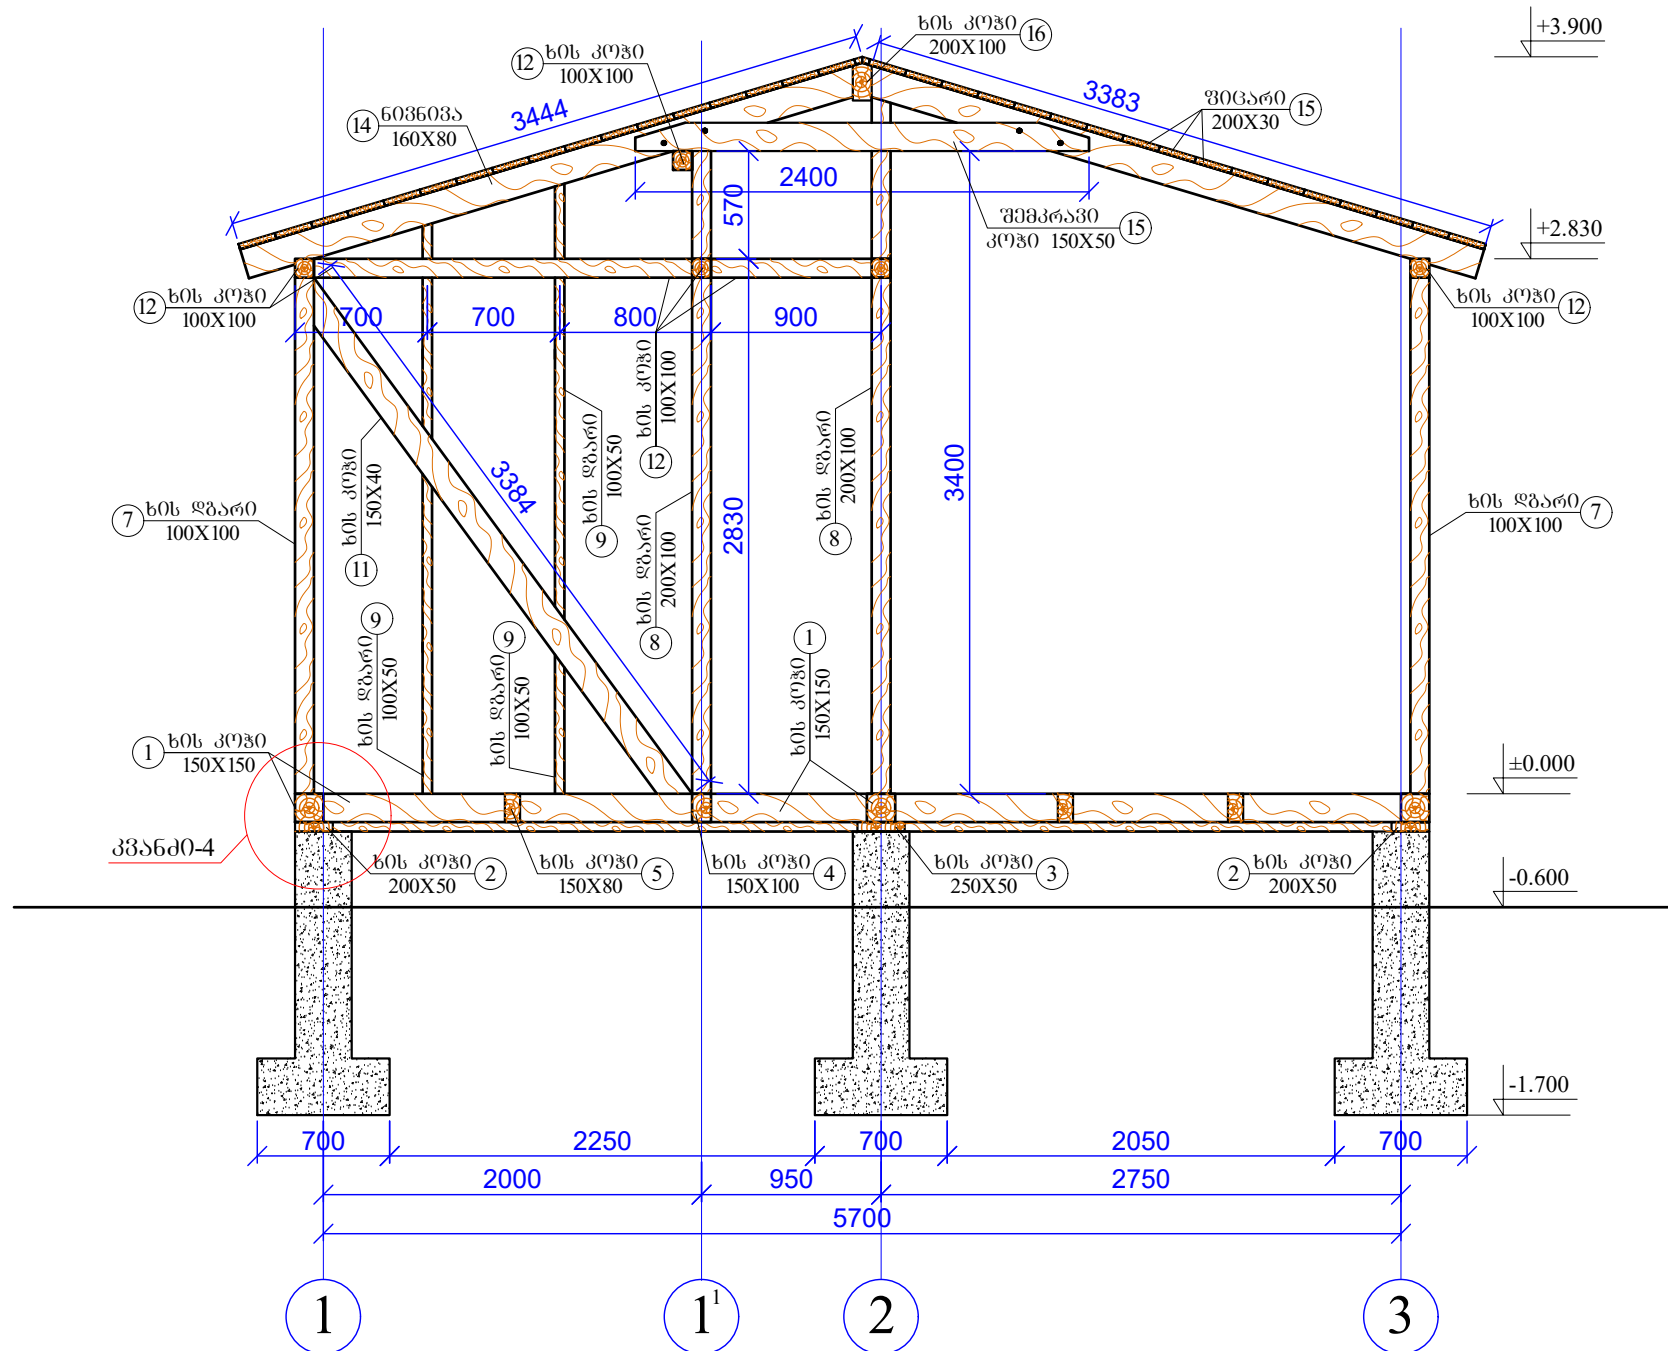 ხის კოჭი
200X100
16
+3.900
12
ხის კოჭი
100X100
3444
3383
14
ნივნივა
160X80
ფიცარი
200X30
15
2400
570
შემკრავი
კოჭი 150X50
15
+2.830
12
ხის კოჭი
100X100
700
700
800
900
ხის კოჭი
100X100
12
ხის კოჭი
100X100
12
ხის კოჭი
150X40
11
3384
ხის დგარი
100X50
9
ხის დგარი
200X100
8
2830
ხის დგარი
200X100
8
3400
7
ხის დგარი
100X100
ხის დგარი
100X100
7
9
ხის დგარი
100X50
9
ხის დგარი
100X50
1
ხის კოჭი
150X150
1
ხის კოჭი
150X150
±0.000
კვანძი-4
ხის კოჭი
200X50
2
ხის კოჭი
150X80
5
ხის კოჭი
150X100
4
ხის კოჭი
250X50
3
2
ხის კოჭი
200X50
-0.600
-1.700
700
2250
700
2050
700
2000
950
2750
5700
1
1¹
2
3